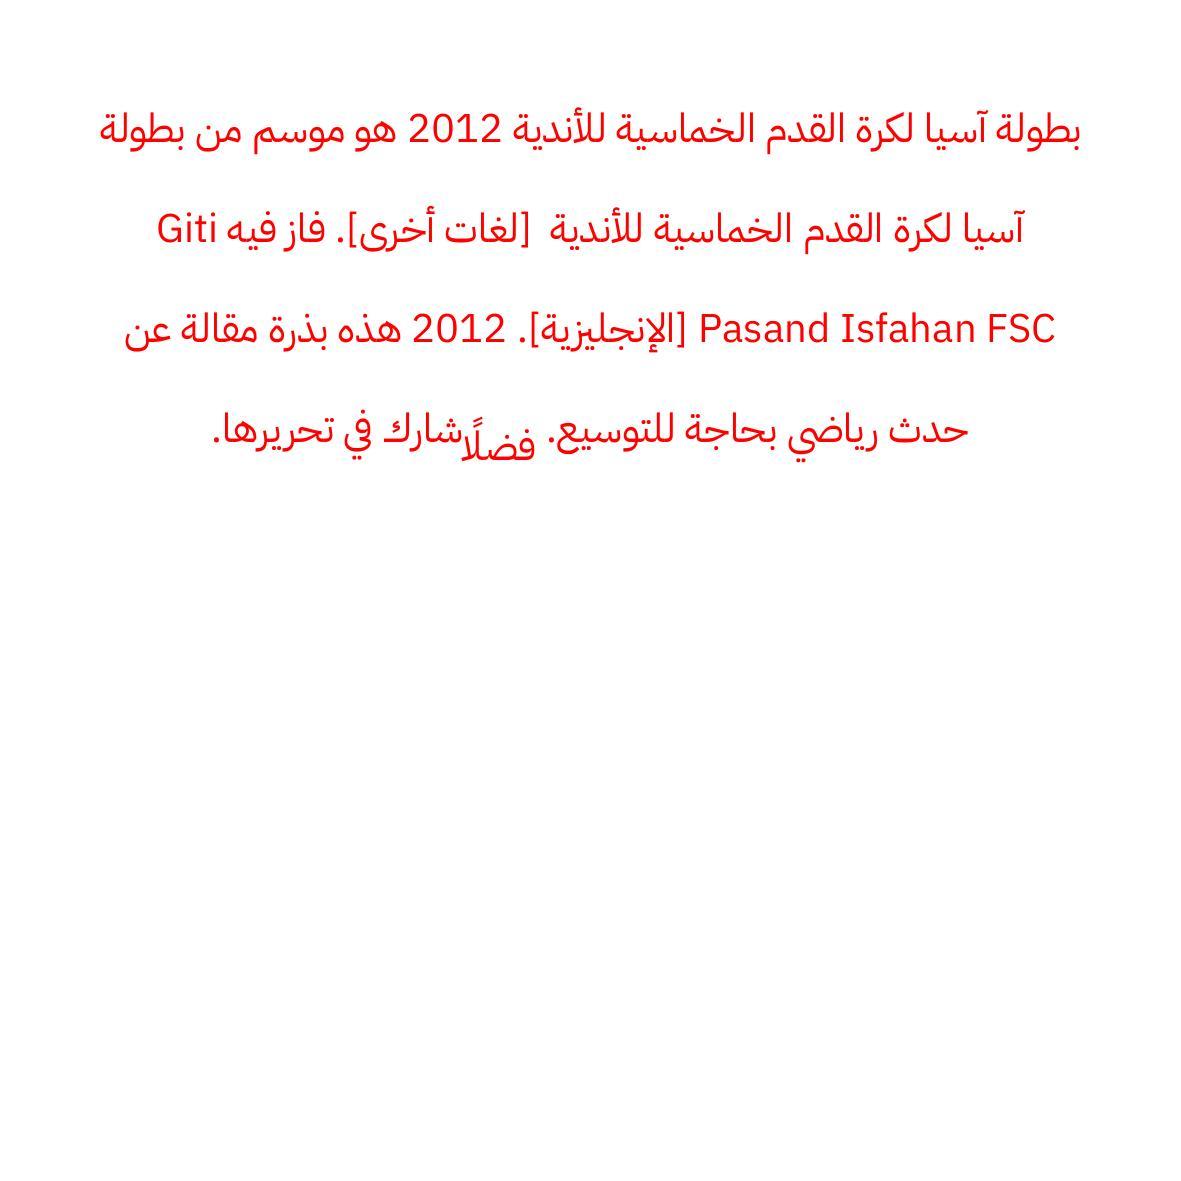 بطولة آسيا لكرة القدم الخماسية للأندية 2012 هو موسم من بطولة
آسيا لكرة القدم الخماسية للأندية [لغات أخرى]. فاز فيه Giti
Pasand Isfahan FSC [الإنجليزية]. 2012 هذه بذرة مقالة عن
حدث رياضي بحاجة للتوسيع. فضلًا شارك في تحريرها.